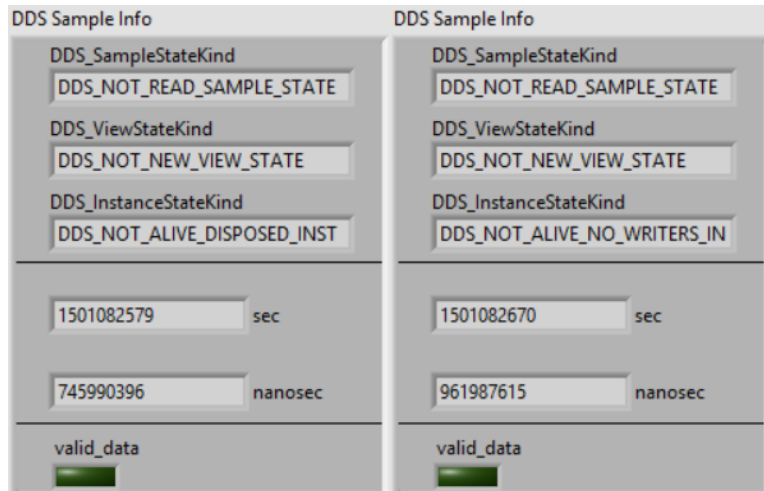 DDS Sample Info
DDS_SampleStateKind
DDS_NOT_READ_SAMPLE_STATE
DDS_ViewStateKind
DDS_NOT_NEW_VIEW_STATE
DDS_InstanceStateKind
DDS_NOT_ALIVE_DISPOSED_INST
1501082579 sec
745990396 nanosec
valid_data
DDS Sample Info
DDS_SampleStateKind
DDS_NOT_READ_SAMPLE_STATE
DDS_ViewStateKind
DDS_NOT_NEW_VIEW_STATE
DDS_InstanceStateKind
DDS_NOT_ALIVE_NO_WRITERS_IN
1501082670 sec
961987615 nanosec
valid_data